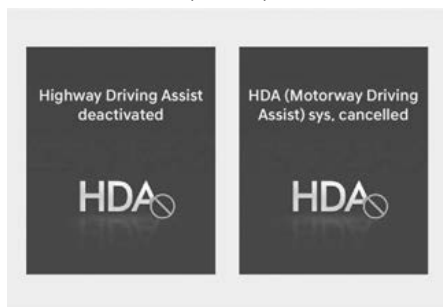 Highway Driving Assist
deactivated
HDA
HDA (Motorway Driving
Assist) sys. cancelled
HDA